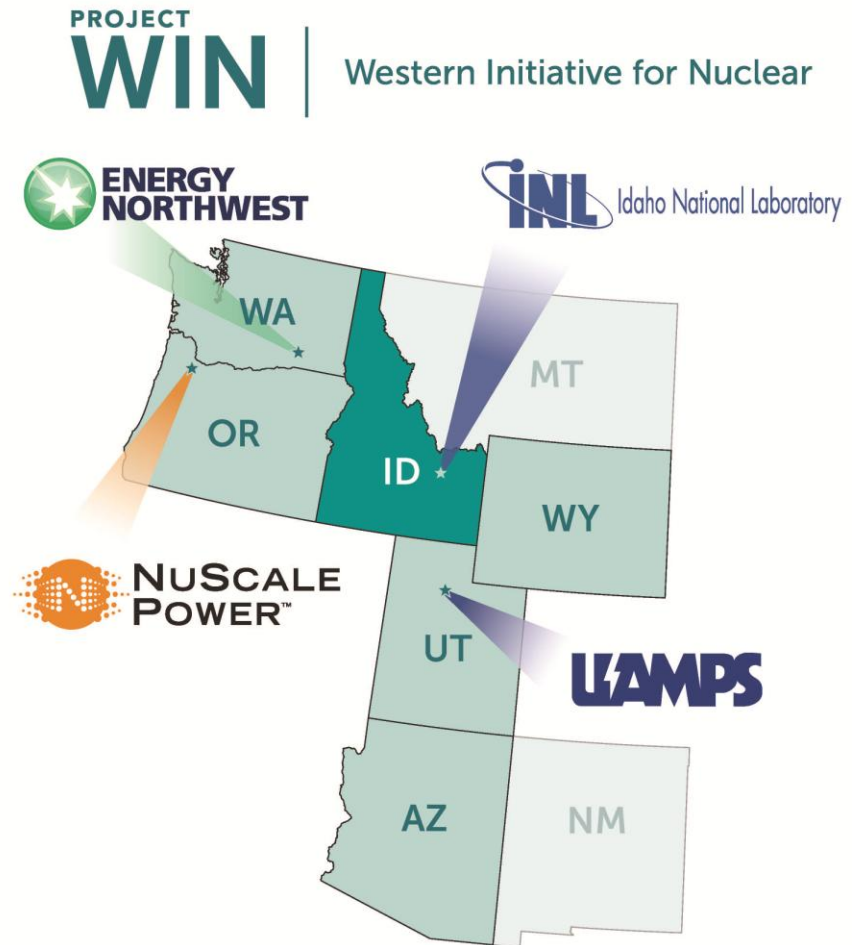 PROJECT
WIN
Western Initiative for Nuclear
ENERGY
NORTHWEST
INL Idaho National Laboratory
WA
MT
OR
ID
WY
NUSCALE
POWER™
UT
UAMPS
AZ
NM